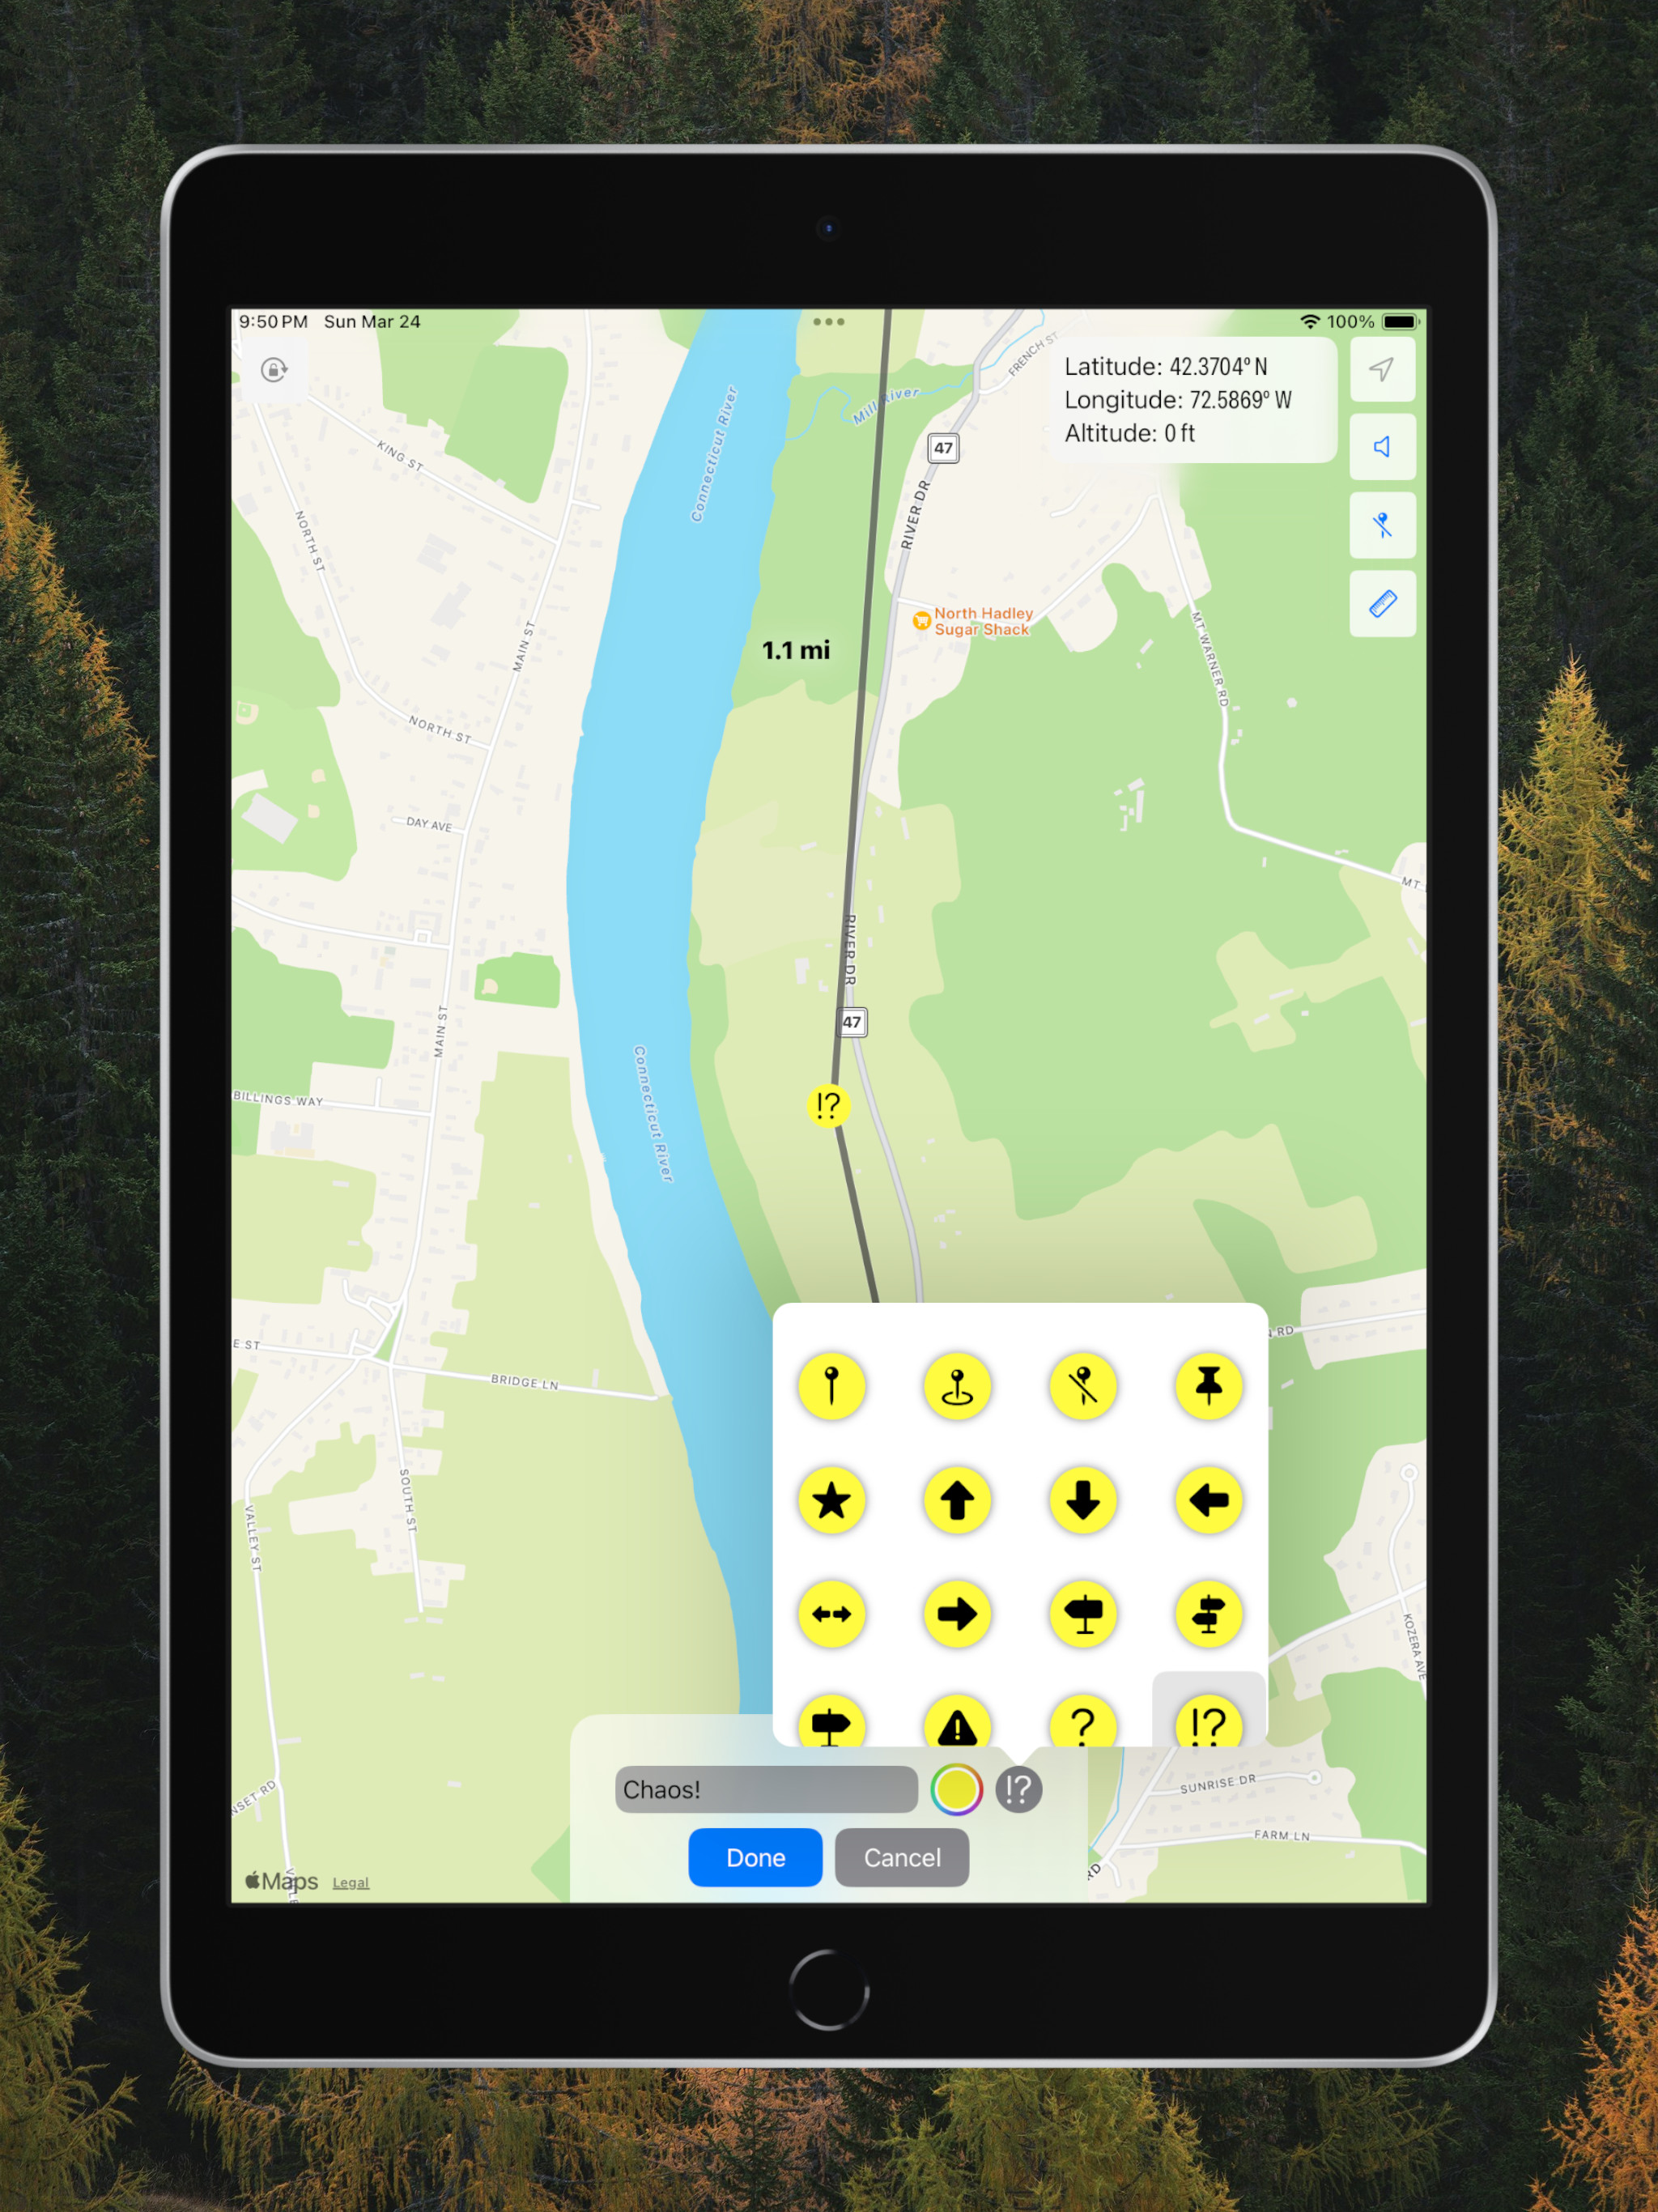 9:50 PM Sun Mar 24
100%
Latitude: 42.3704° N
Longitude: 72.5869° W
Altitude: 0 ft
FRENCH ST
Mill River
Connecticut River
47
RIVER DR
KING ST
NORTH ST
MAIN ST
North Hadley
Sugar Shack
1.1 mi
MT WARNER RD
NORTH ST
DAY AVE
MT
RIVER DR
47
MAIN ST
Connecticut River
BILLINGS WAY
!?
E ST
BRIDGE LN
N RD
SOUTH ST
VALLEY ST
KOZERA AVE
?
!?
Chaos!
!?
SUNRISE DR
NSET RD
FARM LN
RD
Done
Cancel
Maps
Legal